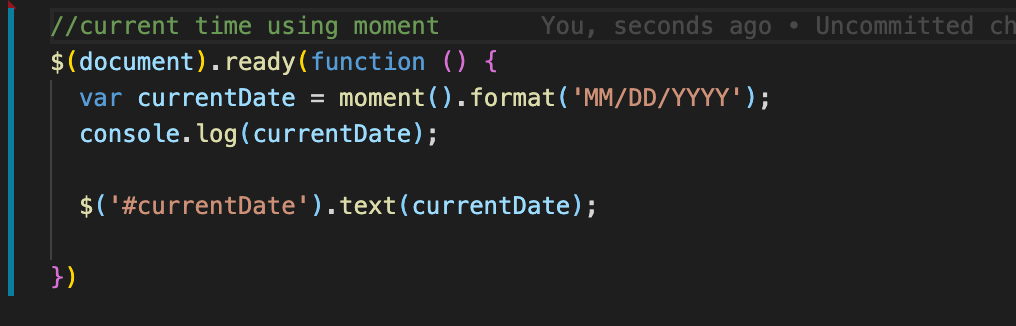 //current time using moment You, seconds ago • Uncommitted ch
$(document).ready(function () {
var currentDate = moment().format('MM/DD/YYYY');
console.log(currentDate);
$('#currentDate').text(currentDate);
})